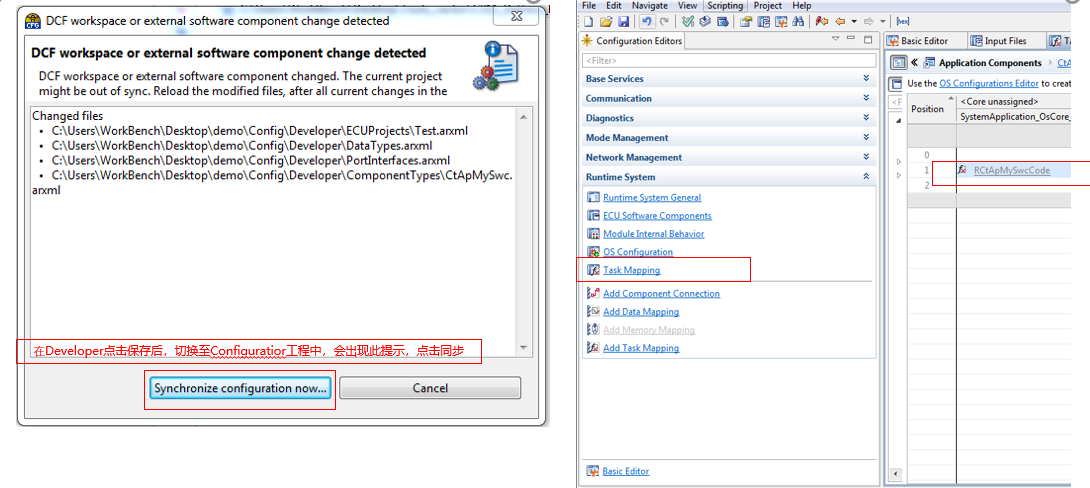 DCF workspace or external software component change detected
DCF workspace or external software component change detected
DCF workspace or external software component changed. The current project
might be out of sync. Reload the modified files, after all current changes in the
Changed files
• C:\Users\WorkBench\Desktop\demo\Config\Developer\ECUProjects\Test.arxml
• C:\Users\WorkBench\Desktop\demo\Config\Developer\DataTypes.arxml
• C:\Users\WorkBench\Desktop\demo\Config\Developer\PortInterfaces.arxml
• C:\Users\WorkBench\Desktop\demo\Config\Developer\ComponentTypes\CtApMySwc.
arxml
在Developer点击保存后，切换至Configuratior工程中，会出现此提示，点击同步
Synchronize configuration now...
Cancel
File Edit Navigate View Scripting Project Help
Configuration Editors
<Filter>
Base Services
Communication
Diagnostics
Mode Management
Network Management
Runtime System
Runtime System General
ECU Software Components
Module Internal Behavior
OS Configuration
Task Mapping
Add Component Connection
Add Data Mapping
Add Memory Mapping
Add Task Mapping
Basic Editor
Basic Editor
Input Files
Application Components
Use the OS Configurations Editor to creat
Position
<Core unassigned>
SystemApplication_OsCore_
0
1
RCtApMySwcCode
2